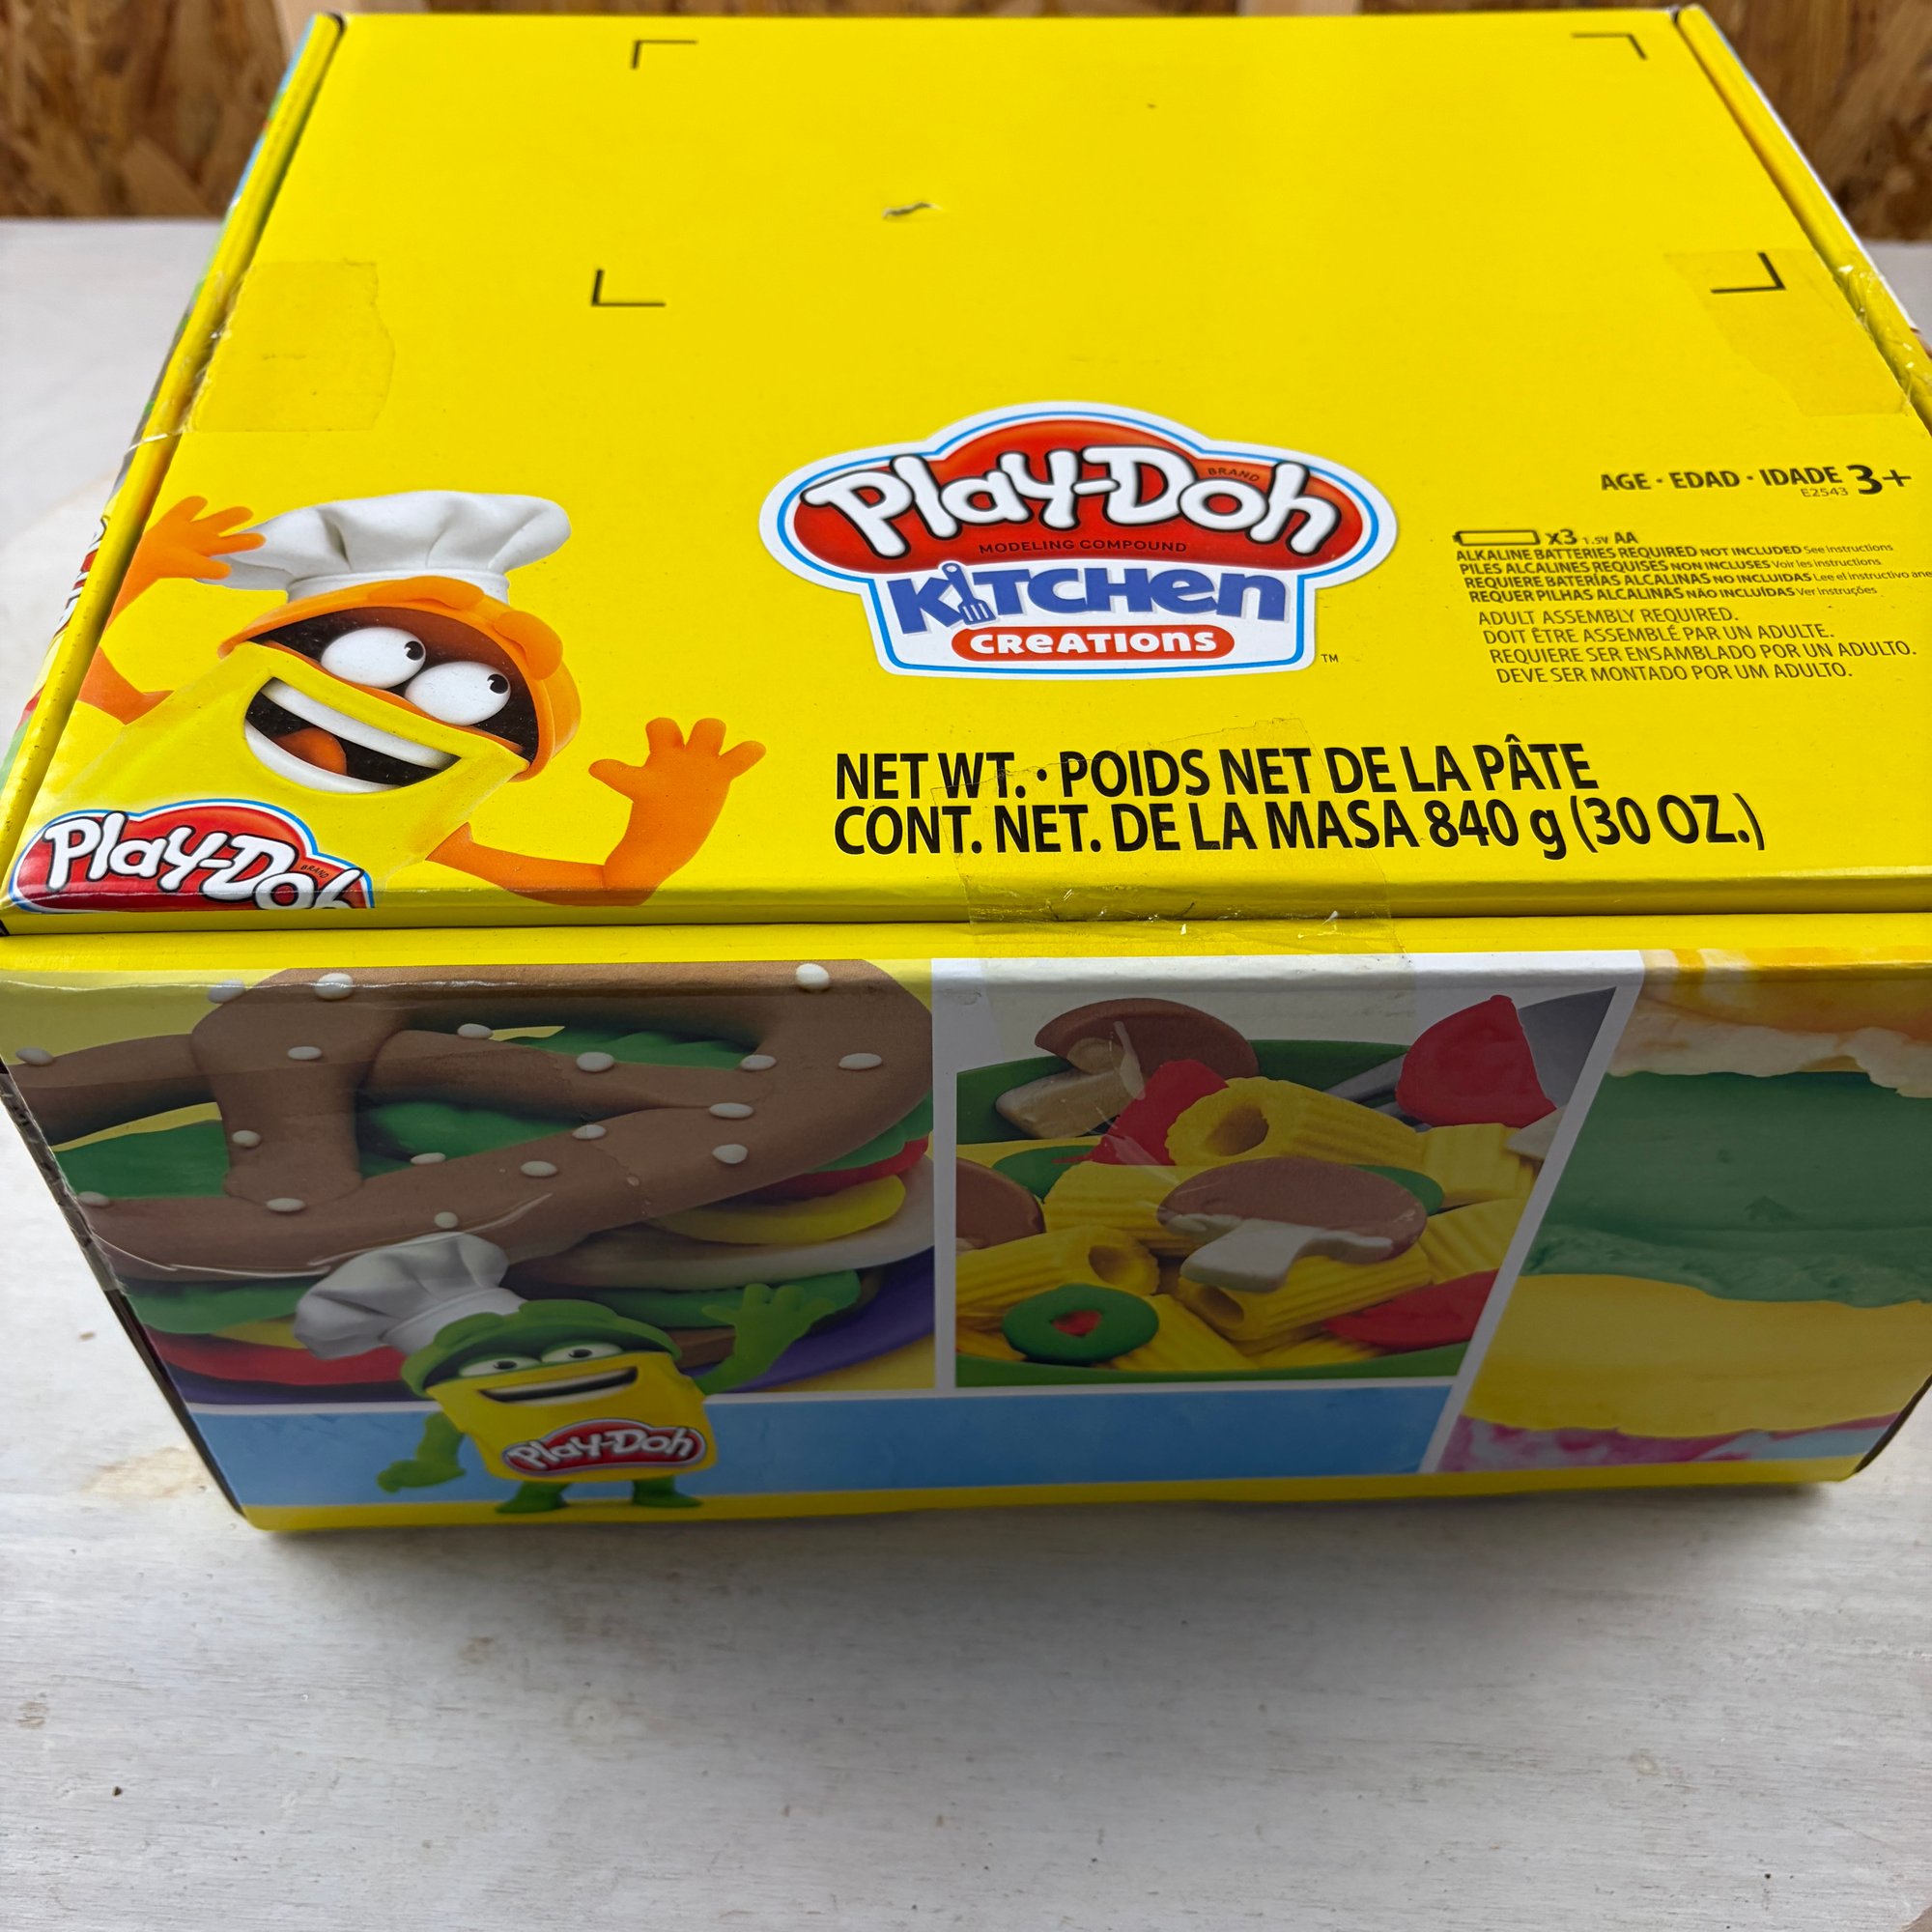 Play-Doh
BRAND
MODELING COMPOUND
KITCHEN
CREATIONS
™
AGE · EDAD · IDADE 3+
E2543
x3 1.5V AA
ALKALINE BATTERIES REQUIRED NOT INCLUDED See instructions
PILES ALCALINES REQUISES NON INCLUSES Voir les instructions
REQUIERE BATERÍAS ALCALINAS NO INCLUIDAS Lee el instructivo
REQUER PILHAS ALCALINAS NÃO INCLUÍDAS Ver instruções
ADULT ASSEMBLY REQUIRED.
DOIT ÊTRE ASSEMBLÉ PAR UN ADULTE.
REQUIERE SER ENSAMBLADO POR UN ADULTO.
DEVE SER MONTADO POR UM ADULTO.
NET WT. · POIDS NET DE LA PÂTE
CONT. NET. DE LA MASA 840 g (30 OZ.)
Play-Doh
BRAND
Play-Doh